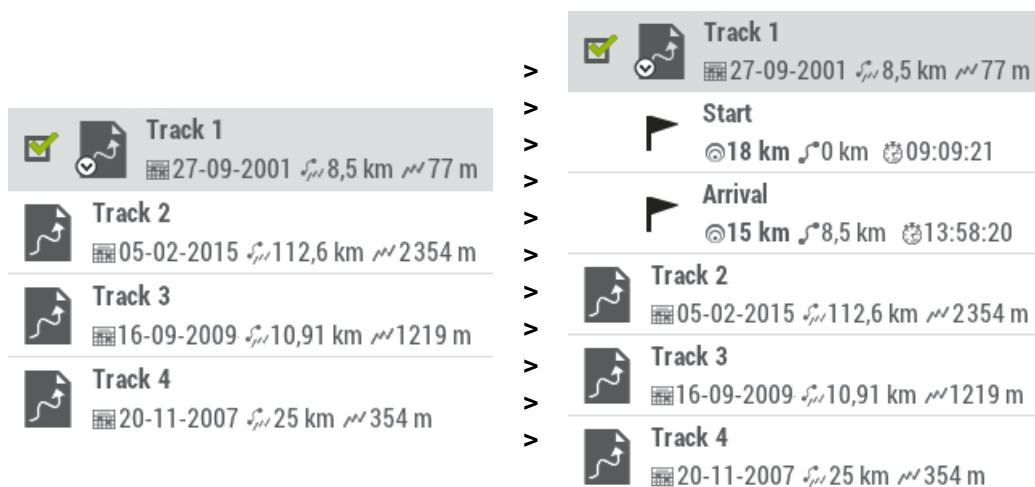 Track 1
27-09-2001 8,5 km 77 m
Track 2
05-02-2015 112,6 km 2354 m
Track 3
16-09-2009 10,91 km 1219 m
Track 4
20-11-2007 25 km 354 m
>
>
>
>
>
>
>
>
>
>
>
Track 1
27-09-2001 8,5 km 77 m
Start
18 km 0 km 09:09:21
Arrival
15 km 8,5 km 13:58:20
Track 2
05-02-2015 112,6 km 2354 m
Track 3
16-09-2009 10,91 km 1219 m
Track 4
20-11-2007 25 km 354 m